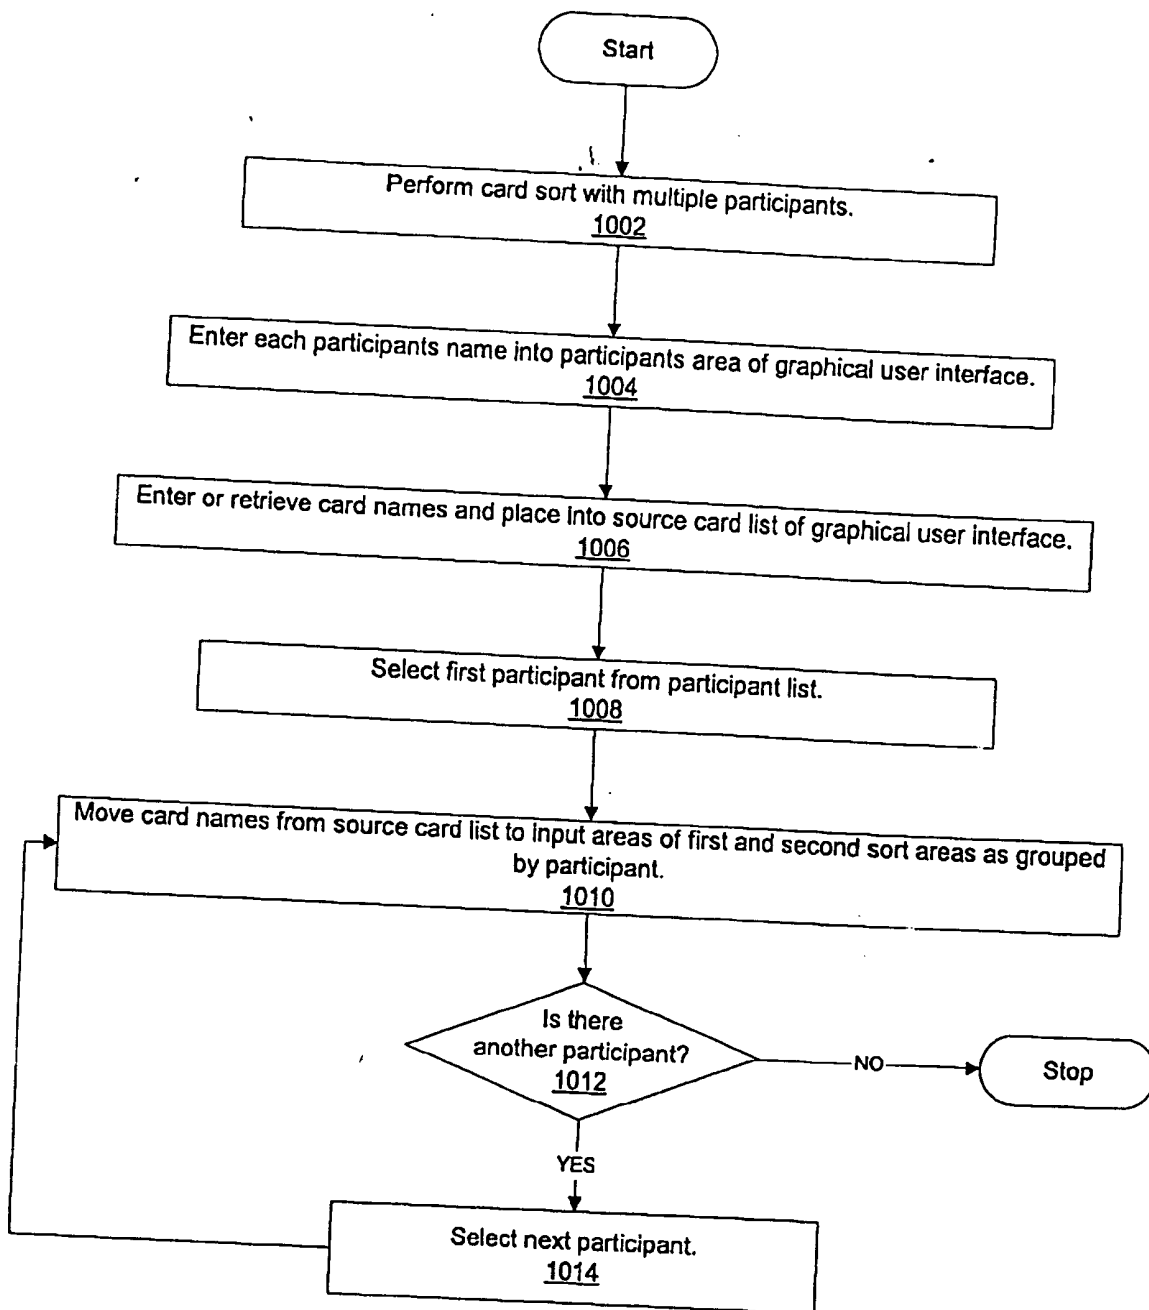 Start
Perform card sort with multiple participants.
1002
Enter each participants name into participants area of graphical user interface.
1004
Enter or retrieve card names and place into source card list of graphical user interface.
1006
Select first participant from participant list.
1008
Move card names from source card list to input areas of first and second sort areas as grouped
by participant.
1010
Is there
another participant?
1012
NO
Stop
YES
Select next participant.
1014